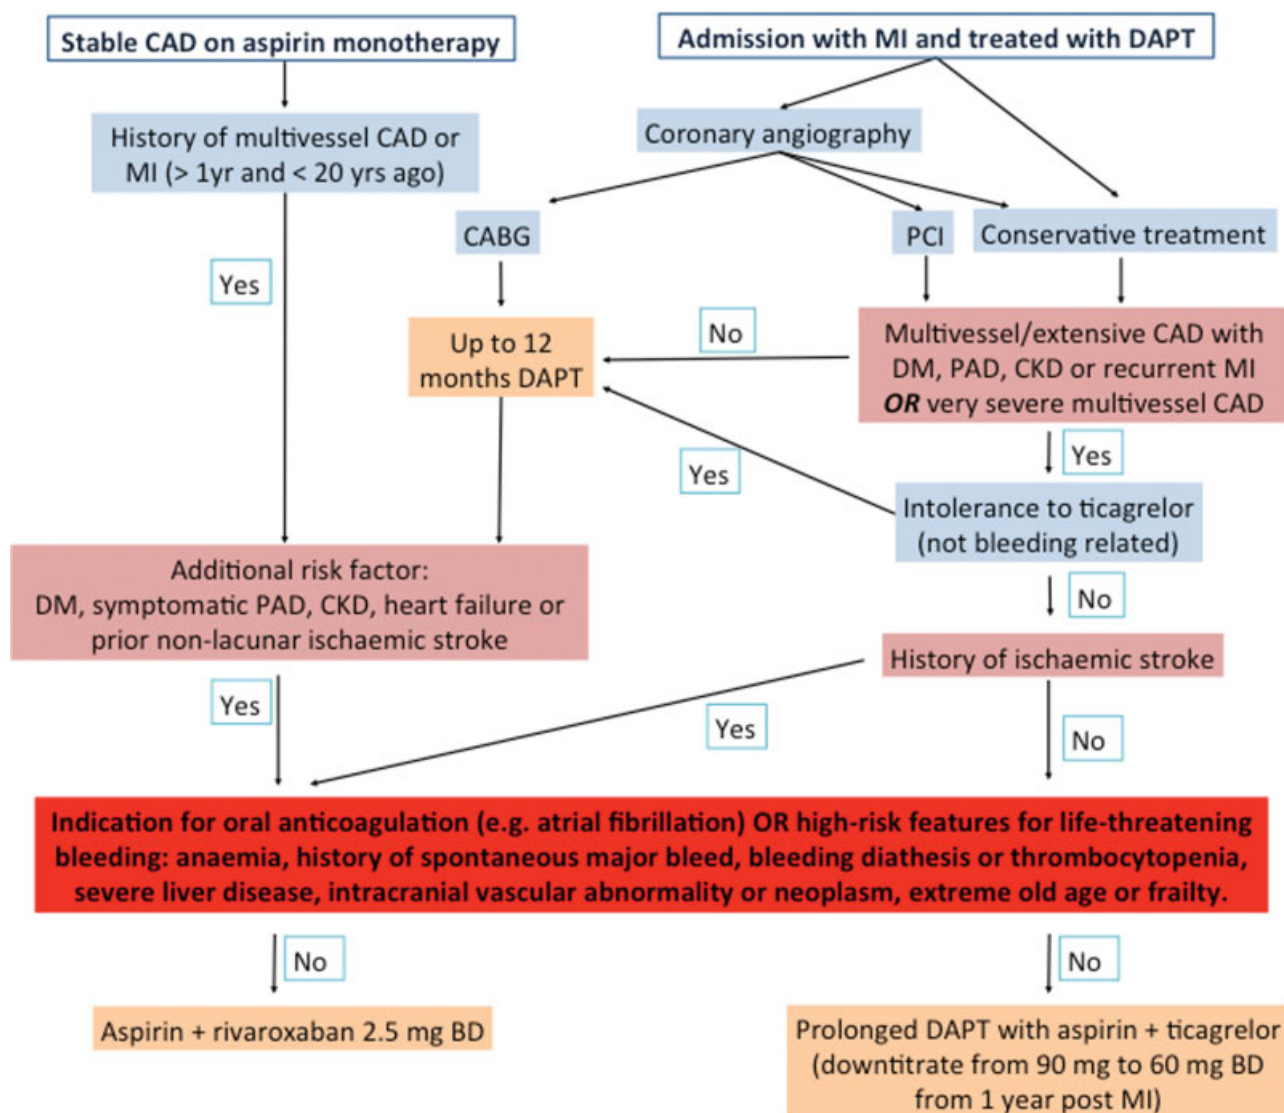 Stable CAD on aspirin monotherapy
Admission with MI and treated with DAPT
History of multivessel CAD or
MI (> 1yr and < 20 yrs ago)
Coronary angiography
CABG
PCI
Conservative treatment
Yes
Up to 12
months DAPT
No
Multivessel/extensive CAD with
DM, PAD, CKD or recurrent MI
OR very severe multivessel CAD
Yes
Yes
Intolerance to ticagrelor
(not bleeding related)
Additional risk factor:
DM, symptomatic PAD, CKD, heart failure or
prior non-lacunar ischaemic stroke
No
History of ischaemic stroke
Yes
Yes
No
Indication for oral anticoagulation (e.g. atrial fibrillation) OR high-risk features for life-threatening
bleeding: anaemia, history of spontaneous major bleed, bleeding diathesis or thrombocytopenia,
severe liver disease, intracranial vascular abnormality or neoplasm, extreme old age or frailty.
No
No
Aspirin + rivaroxaban 2.5 mg BD
Prolonged DAPT with aspirin + ticagrelor
(downtitrate from 90 mg to 60 mg BD
from 1 year post MI)